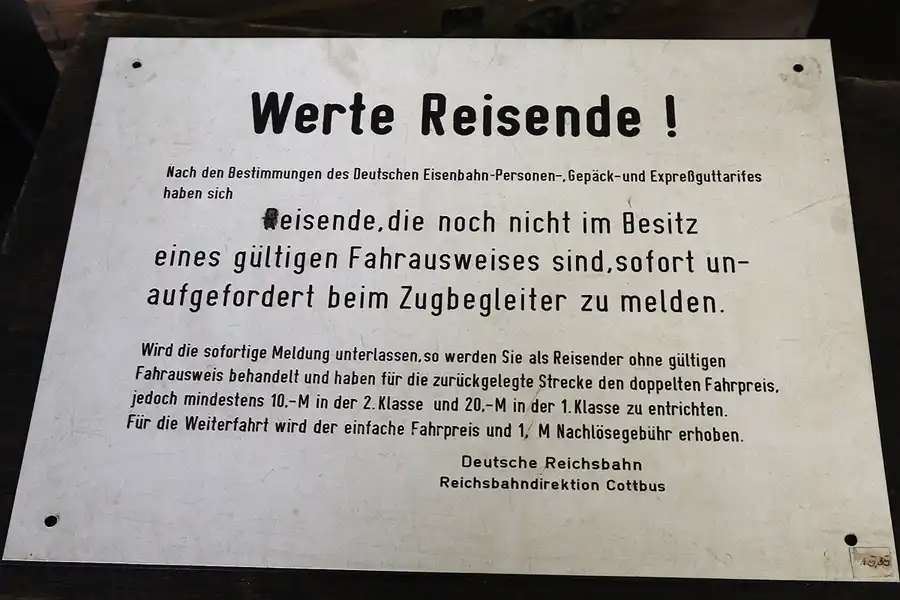 Werte Reisende !
Nach den Bestimmungen des Deutschen Eisenbahn-Personen-, Gepäck-und Expreßguttarifes
haben sich
Reisende, die noch nicht im Besitz
eines gültigen Fahrausweises sind, sofort un-
aufgefordert beim Zugbegleiter zu melden.
Wird die sofortige Meldung unterlassen, so werden Sie als Reisender ohne gültigen
Fahrausweis behandelt und haben für die zurückgelegte Strecke den doppelten Fahrpreis,
jedoch mindestens 10,-M in der 2. Klasse und 20,-M in der 1. Klasse zu entrichten.
Für die Weiterfahrt wird der einfache Fahrpreis und 1, M Nachlösegebühr erhoben.
Deutsche Reichsbahn
Reichsbahndirektion Cottbus